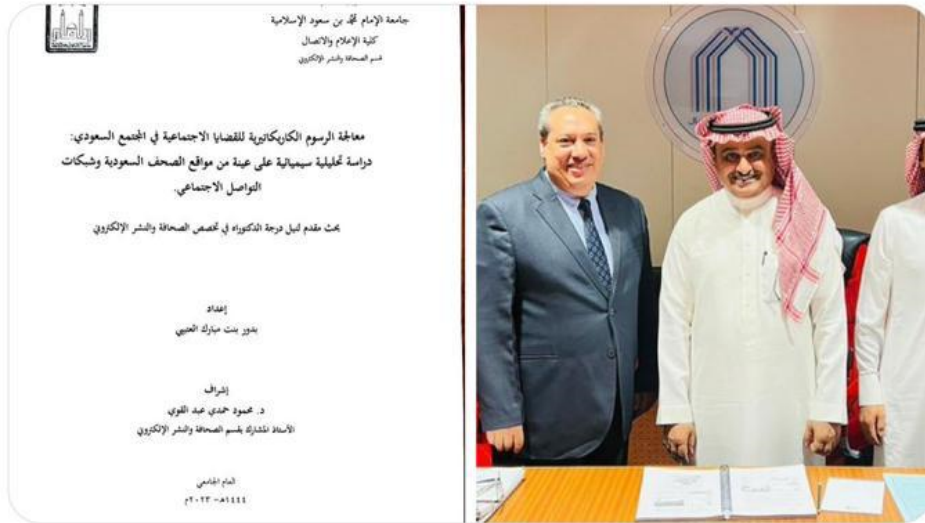 جامعة الإمام محمد بن سعود الإسلامية
كلية الإعلام والاتصال
قسم الصحافة والنشر الإلكتروني
معالجة الرسوم الكاريكاتيرية للقضايا الاجتماعية في المجتمع السعودي:
دراسة تحليلية سيميائية على عينة من مواقع الصحف السعودية وشبكات
التواصل الاجتماعي.
بحث مقدم لنيل درجة الدكتوراه في تخصص الصحافة والنشر الإلكتروني
إعداد
بدور بنت مبارك العتيبي
إشراف
د. محمود حمدي عبد القوي
الأستاذ المشارك بقسم الصحافة والنشر الإلكتروني
العام الجامعي
١٤٤٤هـ - ٢٠٢٣م